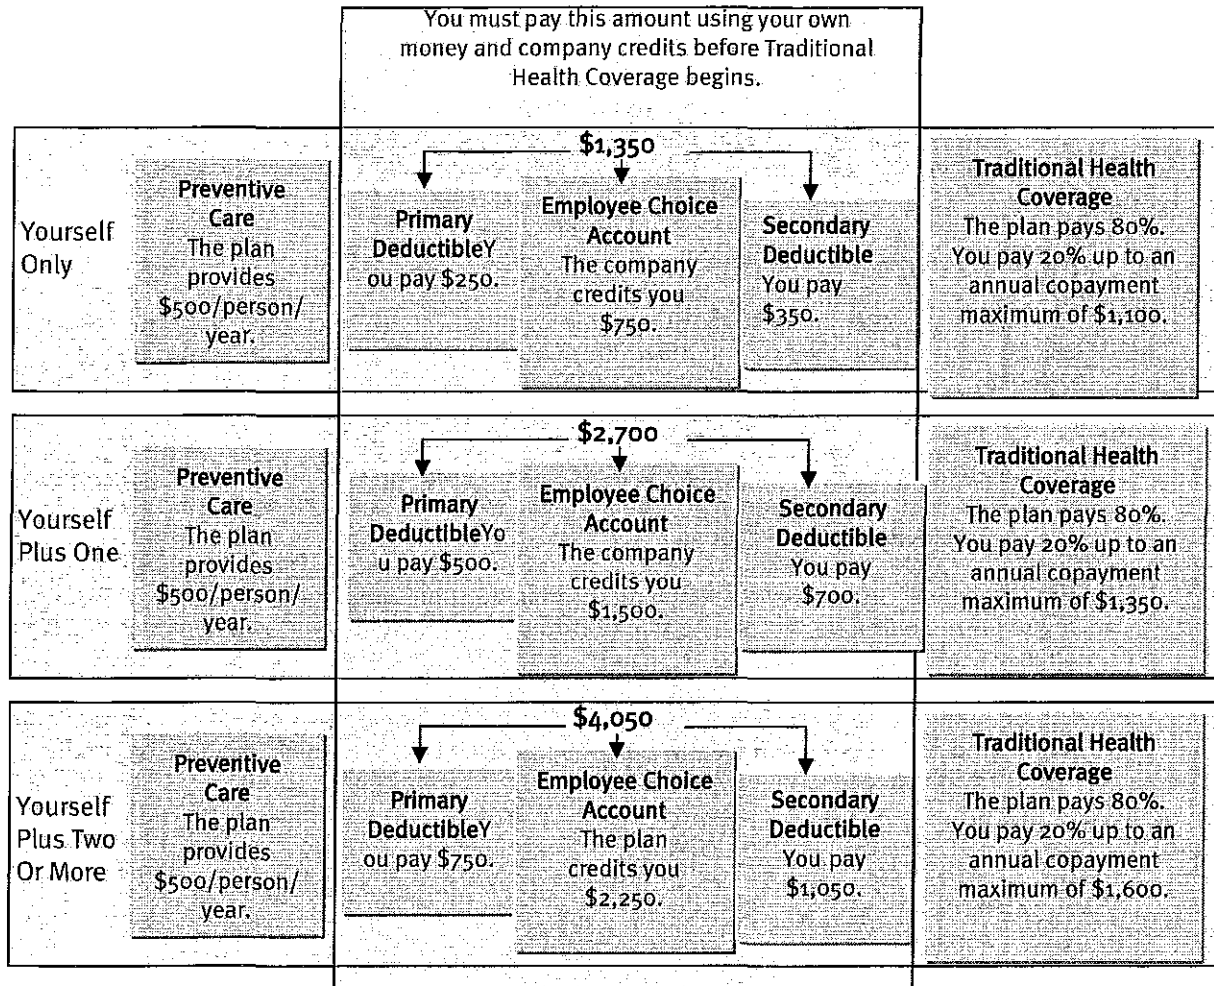 You must pay this amount using your own
money and company credits before Traditional
Health Coverage begins.
Yourself
Only
Preventive
Care
The plan
provides
$500/person/
year.
$1,350
Primary
DeductibleY
ou pay $250.
Employee Choice
Account
The company
credits you
$750.
Secondary
Deductible
You pay
$350.
Traditional Health
Coverage
The plan pays 80%.
You pay 20% up to an
annual copayment
maximum of $1,100.
Yourself
Plus One
Preventive
Care
The plan
provides
$500/person/
year.
$2,700
Primary
DeductibleYo
u pay $500.
Employee Choice
Account
The company
credits you
$1,500.
Secondary
Deductible
You pay
$700.
Traditional Health
Coverage
The plan pays 80%.
You pay 20% up to an
annual copayment
maximum of $1,350.
Yourself
Plus Two
Or More
Preventive
Care
The plan
provides
$500/person/
year.
$4,050
Primary
DeductibleY
ou pay $750.
Employee Choice
Account
The plan
credits you
$2,250.
Secondary
Deductible
You pay
$1,050.
Traditional Health
Coverage
The plan pays 80%.
You pay 20% up to an
annual copayment
maximum of $1,600.